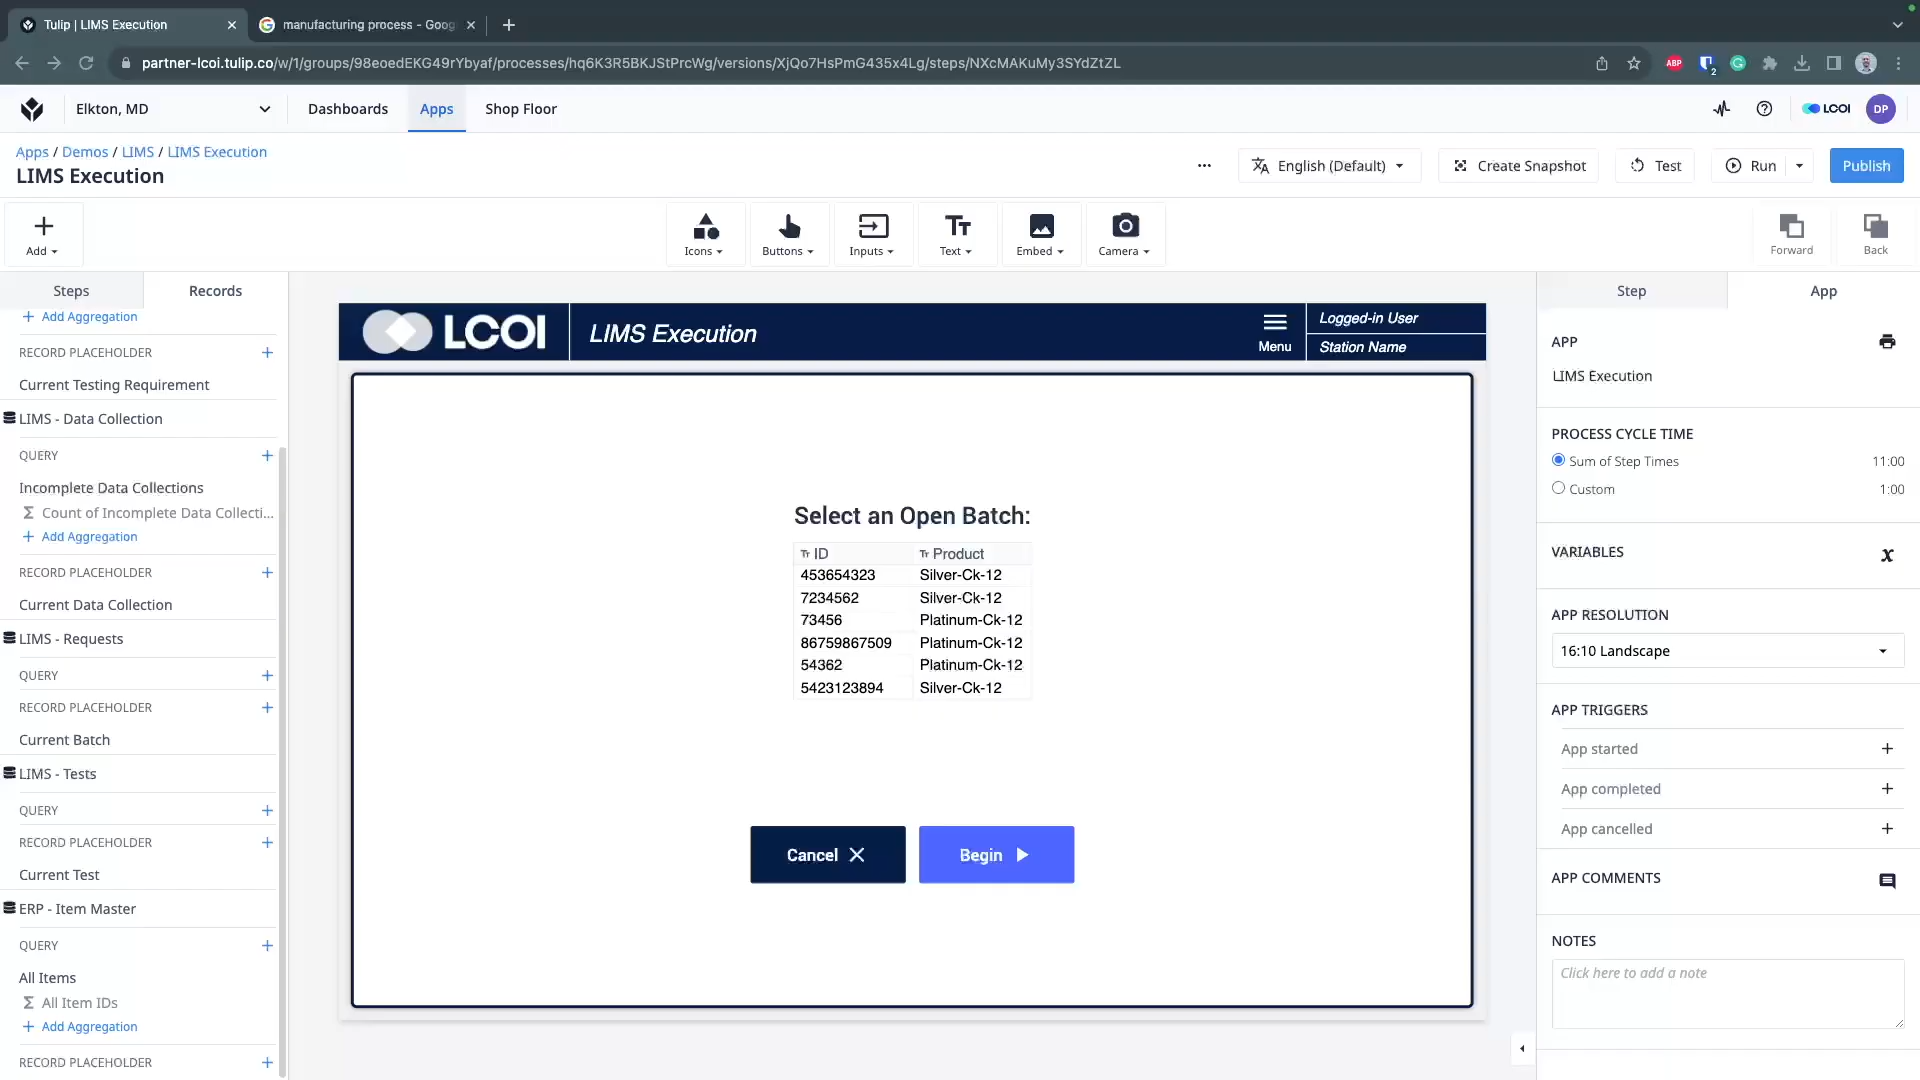 Tulip | LIMS Execution
manufacturing process - Goog
partner-lcoi.tulip.co/w/1/groups/98eoedEKG49rYbyaf/processes/hq6K3R5BKJStPrcWg/versions/XjQo7HsPmG435x4Lg/steps/NXcMAKuMy3SYdZtZL
ABP
2
Elkton, MD
Dashboards
Apps
Shop Floor
LCOI
DP
Apps / Demos / LIMS / LIMS Execution
LIMS Execution
English (Default)
Create Snapshot
Test
Run
Publish
Add
Icons
Buttons
Inputs
Text
Embed
Camera
Forward
Back
Steps
Records
Add Aggregation
RECORD PLACEHOLDER
Current Testing Requirement
LIMS - Data Collection
QUERY
Incomplete Data Collections
Σ Count of Incomplete Data Collecti...
Add Aggregation
RECORD PLACEHOLDER
Current Data Collection
LIMS - Requests
QUERY
RECORD PLACEHOLDER
Current Batch
LIMS - Tests
QUERY
RECORD PLACEHOLDER
Current Test
ERP - Item Master
QUERY
All Items
Σ All Item IDs
Add Aggregation
RECORD PLACEHOLDER
LCOI
LIMS Execution
Menu
Logged-in User
Station Name
Select an Open Batch:
Tr ID Tr Product
453654323 Silver-Ck-12
7234562 Silver-Ck-12
73456 Platinum-Ck-12
86759867509 Platinum-Ck-12
54362 Platinum-Ck-12
5423123894 Silver-Ck-12
Cancel
Begin
Step
App
APP
LIMS Execution
PROCESS CYCLE TIME
Sum of Step Times 11:00
Custom 1:00
VARIABLES
x
APP RESOLUTION
16:10 Landscape
APP TRIGGERS
App started
App completed
App cancelled
APP COMMENTS
NOTES
Click here to add a note